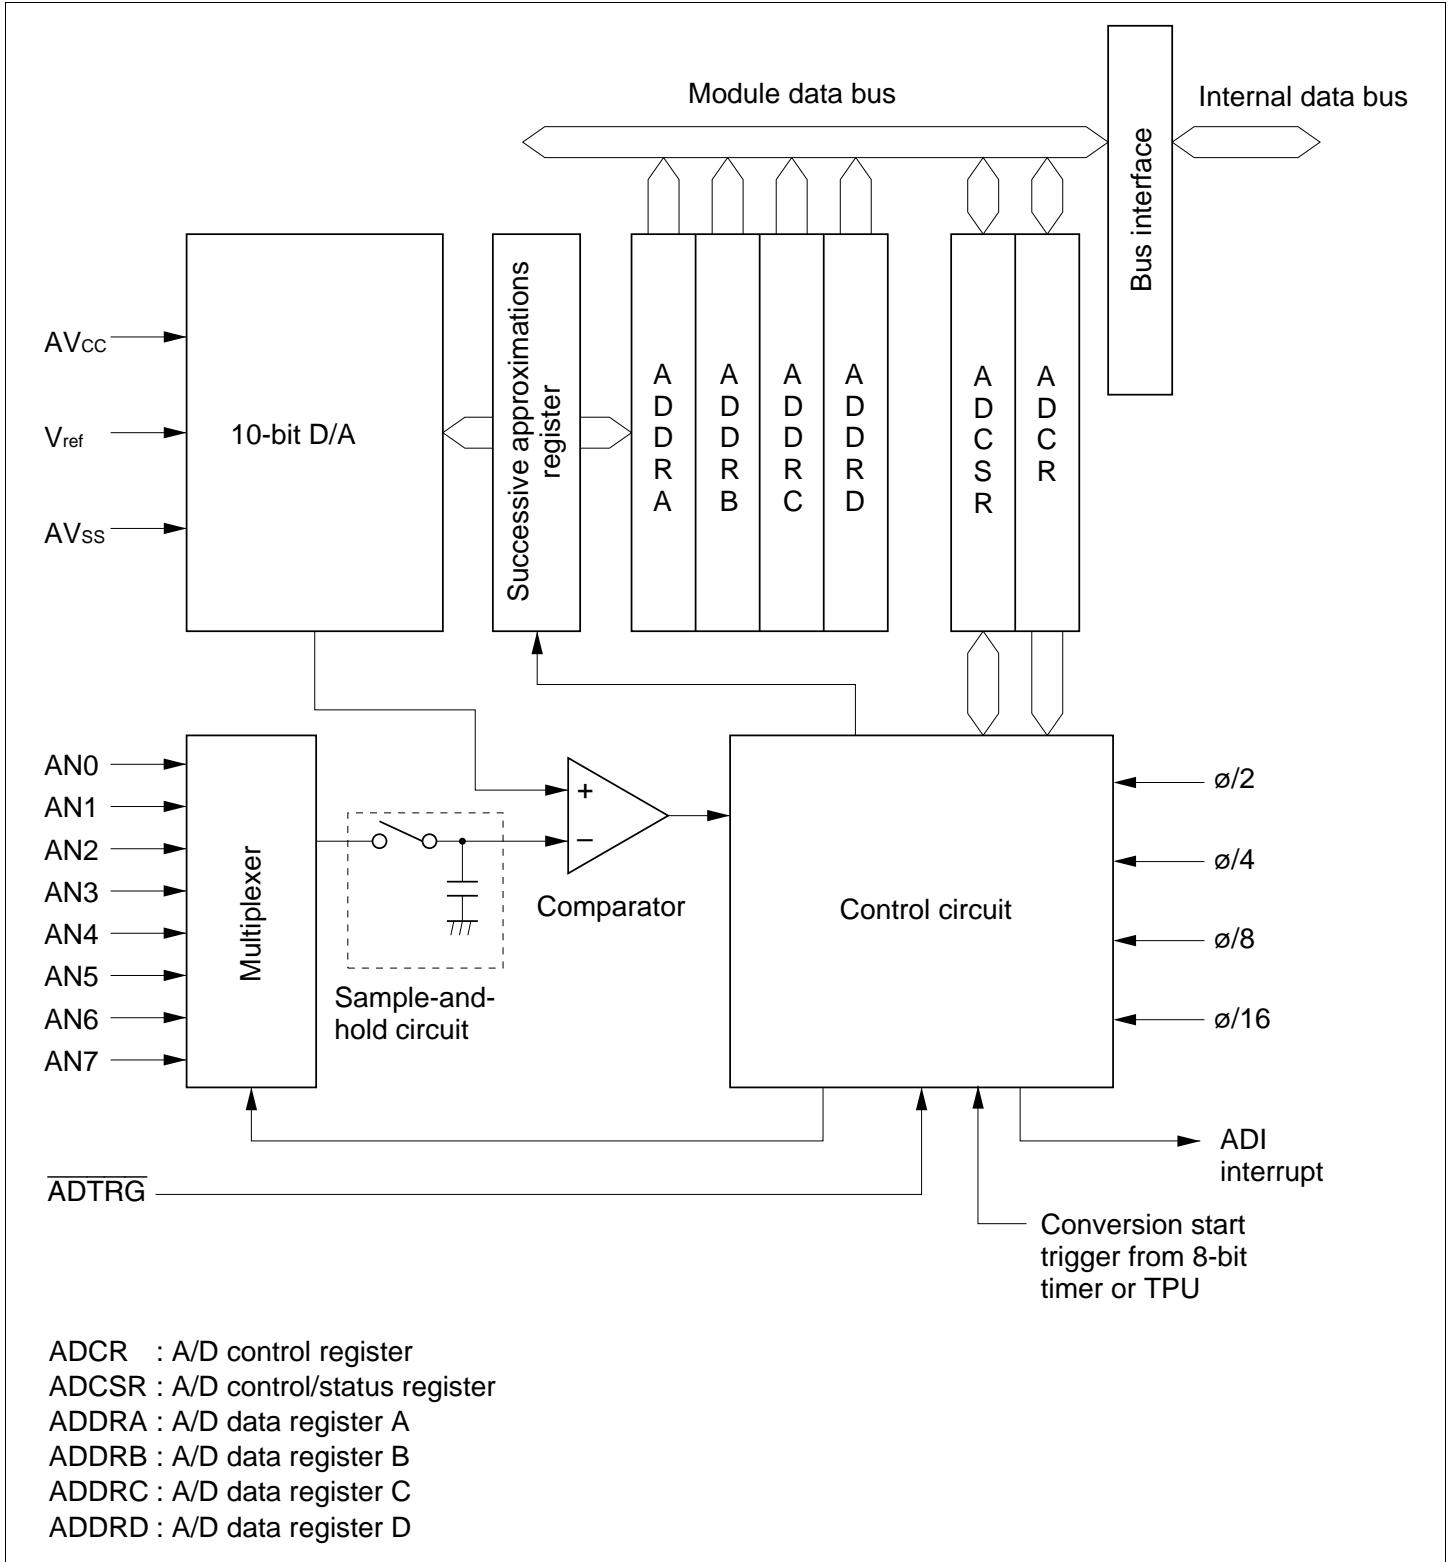 Module data bus
Internal data bus
Bus interface
AVCC
Vref
AVSS
10-bit D/A
Successive approximations
register
ADDRA
ADDRB
ADDRC
ADDRD
ADCSR
ADCR
AN0
AN1
AN2
AN3
AN4
AN5
AN6
AN7
Multiplexer
Sample-and-
hold circuit
+
−
Comparator
Control circuit
ø/2
ø/4
ø/8
ø/16
ADI
interrupt
ADTRG
Conversion start
trigger from 8-bit
timer or TPU
ADCR : A/D control register
ADCSR : A/D control/status register
ADDRA : A/D data register A
ADDRB : A/D data register B
ADDRC : A/D data register C
ADDRD : A/D data register D